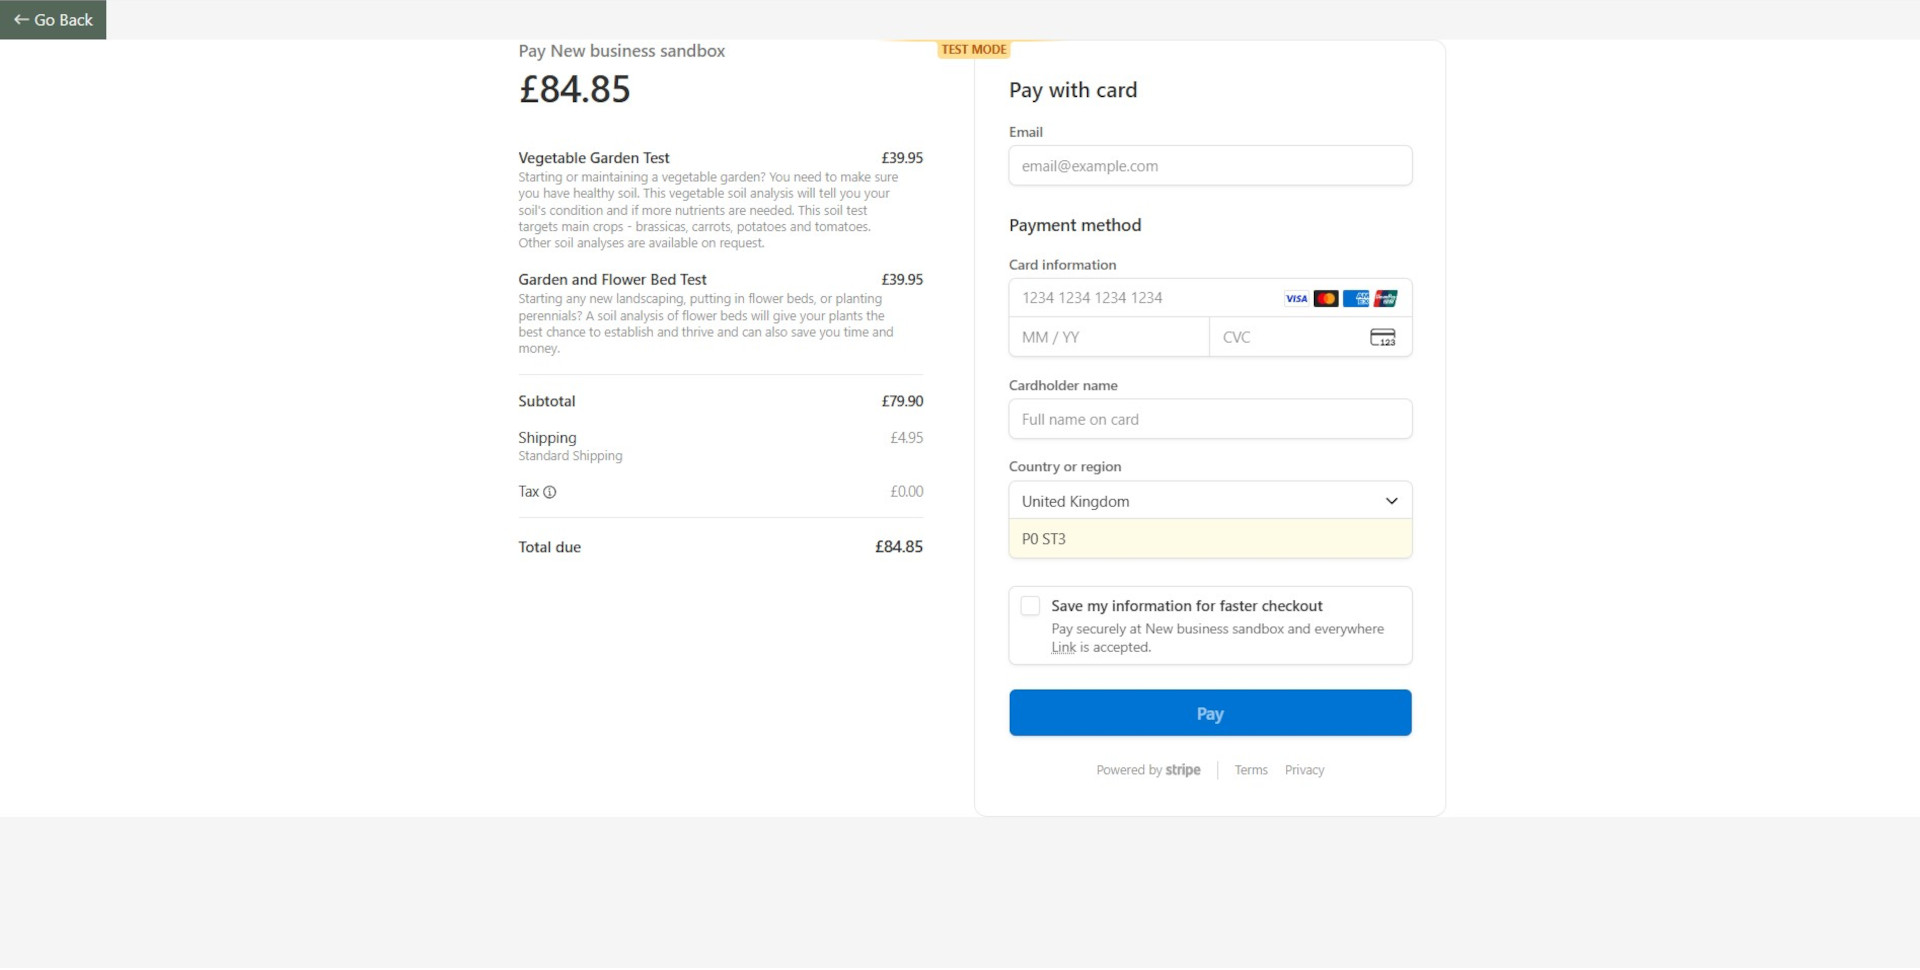 ← Go Back
Pay New business sandbox
£84.85
Vegetable Garden Test £39.95
Starting or maintaining a vegetable garden? You need to make sure
you have healthy soil. This vegetable soil analysis will tell you your
soil's condition and if more nutrients are needed. This soil test
targets main crops - brassicas, carrots, potatoes and tomatoes.
Other soil analyses are available on request.
Garden and Flower Bed Test £39.95
Starting any new landscaping, putting in flower beds, or planting
perennials? A soil analysis of flower beds will give your plants the
best chance to establish and thrive and can also save you time and
money.
Subtotal £79.90
Shipping £4.95
Standard Shipping
Tax £0.00
Total due £84.85
TEST MODE
Pay with card
Email
email@example.com
Payment method
Card information
1234 1234 1234 1234 VISA
MM / YY CVC 123
Cardholder name
Full name on card
Country or region
United Kingdom
P0 ST3
Save my information for faster checkout
Pay securely at New business sandbox and everywhere
Link is accepted.
Pay
Powered by stripe Terms Privacy